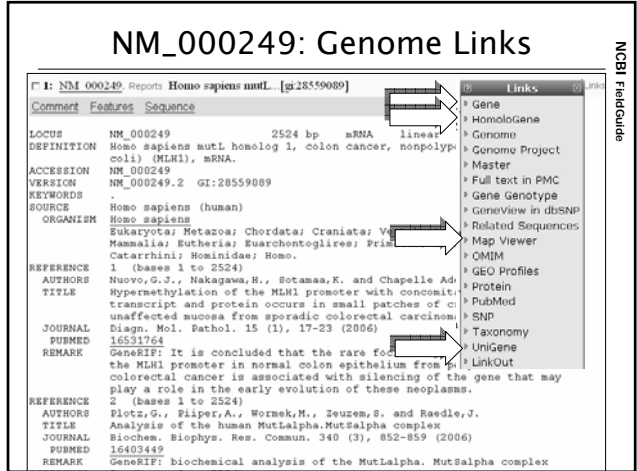 NM_000249: Genome Links
NCBI FieldGuide
1: NM_000249. Reports Homo sapiens mutL...[gi:28559089]
Links
Comment Features Sequence
LOCUS NM_000249 2524 bp mRNA linear
DEFINITION Homo sapiens mutL homolog 1, colon cancer, nonpolyp
coli) (MLH1), mRNA.
ACCESSION NM_000249
VERSION NM_000249.2 GI:28559089
KEYWORDS .
SOURCE Homo sapiens (human)
ORGANISM Homo sapiens
Eukaryota; Metazoa; Chordata; Craniata; Ve
Mammalia; Eutheria; Euarchontoglires; Prim
Catarrhini; Hominidae; Homo.
REFERENCE 1 (bases 1 to 2524)
AUTHORS Nuovo,G.J., Nakagawa,H., Sotamaa,K. and Chapelle Ade
TITLE Hypermethylation of the MLH1 promoter with concomit
transcript and protein occurs in small patches of c
unaffected mucosa from sporadic colorectal carcinom
JOURNAL Diagn. Mol. Pathol. 15 (1), 17-23 (2006)
PUBMED 16531764
REMARK GeneRIF: It is concluded that the rare foc
the MLH1 promoter in normal colon epithelium from p
colorectal cancer is associated with silencing of the gene that may
play a role in the early evolution of these neoplasms.
REFERENCE 2 (bases 1 to 2524)
AUTHORS Plotz,G., Piiper,A., Wormek,M., Zeuzem,S. and Raedle,J.
TITLE Analysis of the human MutLalpha.MutSalpha complex
JOURNAL Biochem. Biophys. Res. Commun. 340 (3), 852-859 (2006)
PUBMED 16403449
REMARK GeneRIF: biochemical analysis of the MutLalpha. MutSalpha complex
Links
Gene
HomoloGene
Genome
Genome Project
Master
Full text in PMC
Gene Genotype
GeneView in dbSNP
Related Sequences
Map Viewer
OMIM
GEO Profiles
Protein
PubMed
SNP
Taxonomy
UniGene
LinkOut